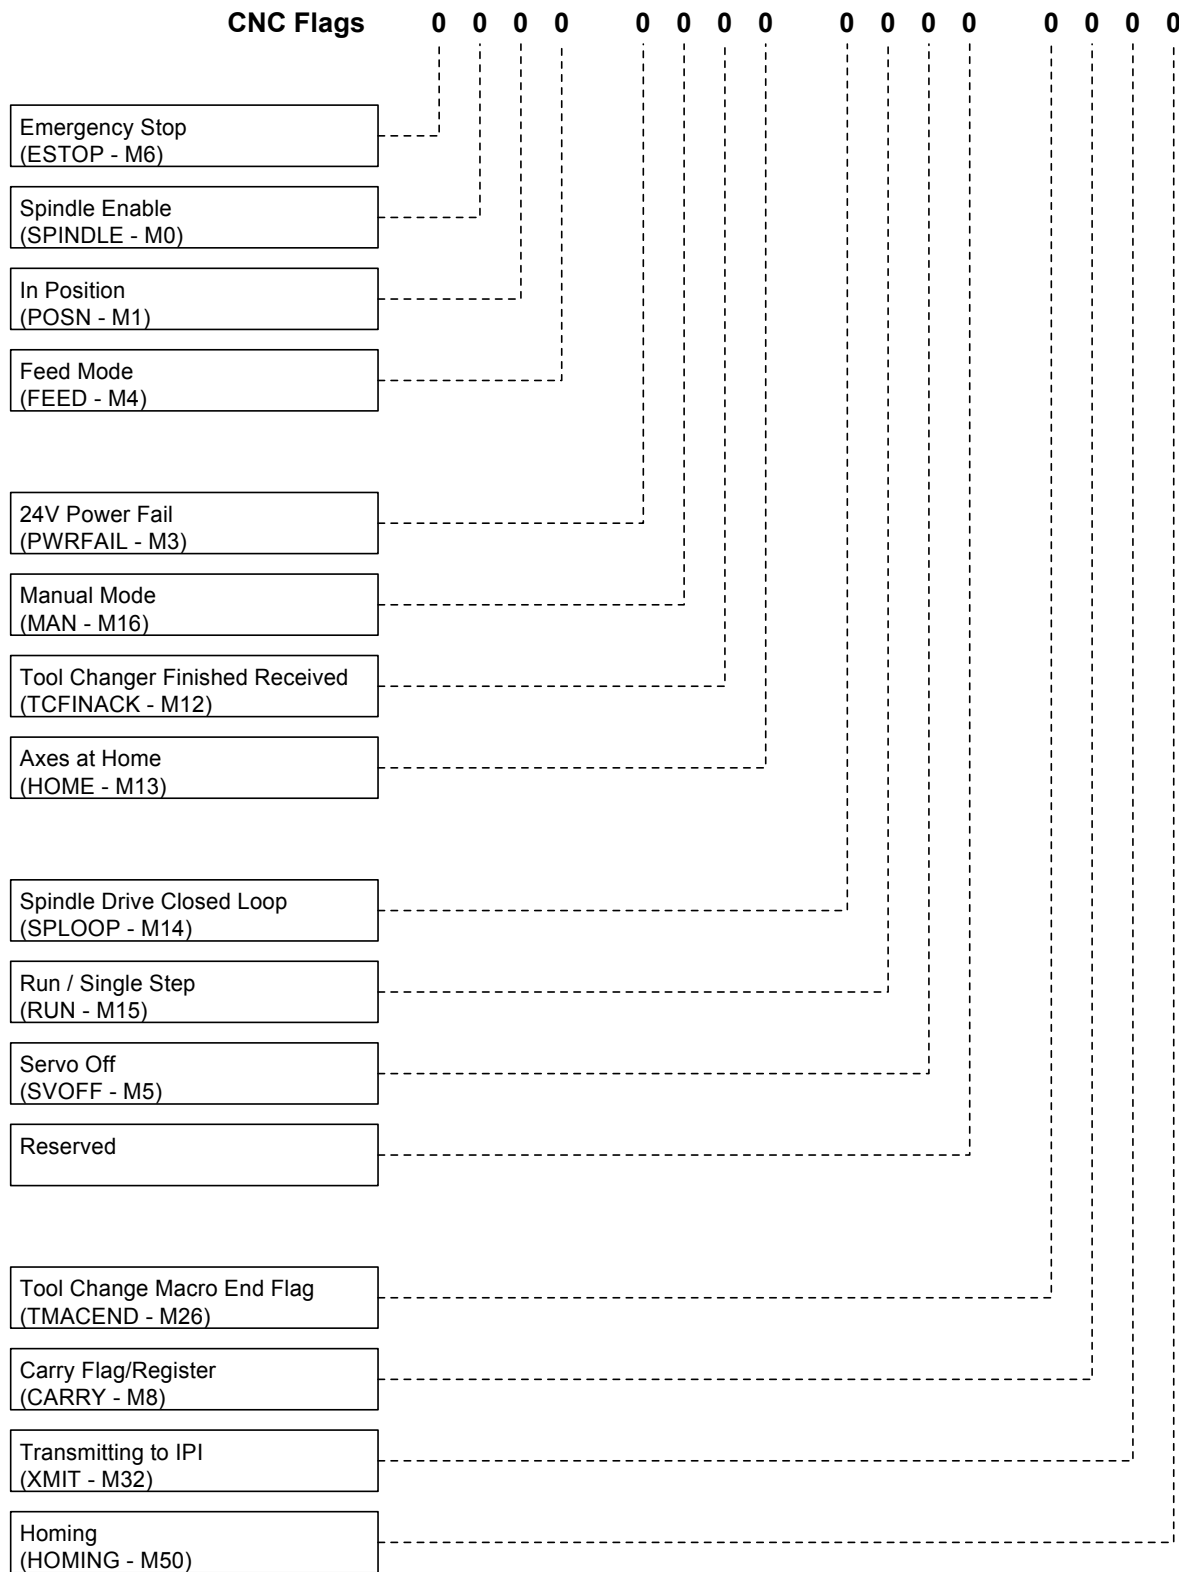 CNC Flags 0 0 0 0 0 0 0 0 0 0 0 0 0 0 0 0
Emergency Stop
(ESTOP - M6)
Spindle Enable
(SPINDLE - M0)
In Position
(POSN - M1)
Feed Mode
(FEED - M4)
24V Power Fail
(PWRFAIL - M3)
Manual Mode
(MAN - M16)
Tool Changer Finished Received
(TCFINACK - M12)
Axes at Home
(HOME - M13)
Spindle Drive Closed Loop
(SPLOOP - M14)
Run / Single Step
(RUN - M15)
Servo Off
(SVOFF - M5)
Reserved
Tool Change Macro End Flag
(TMACEND - M26)
Carry Flag/Register
(CARRY - M8)
Transmitting to IPI
(XMIT - M32)
Homing
(HOMING - M50)